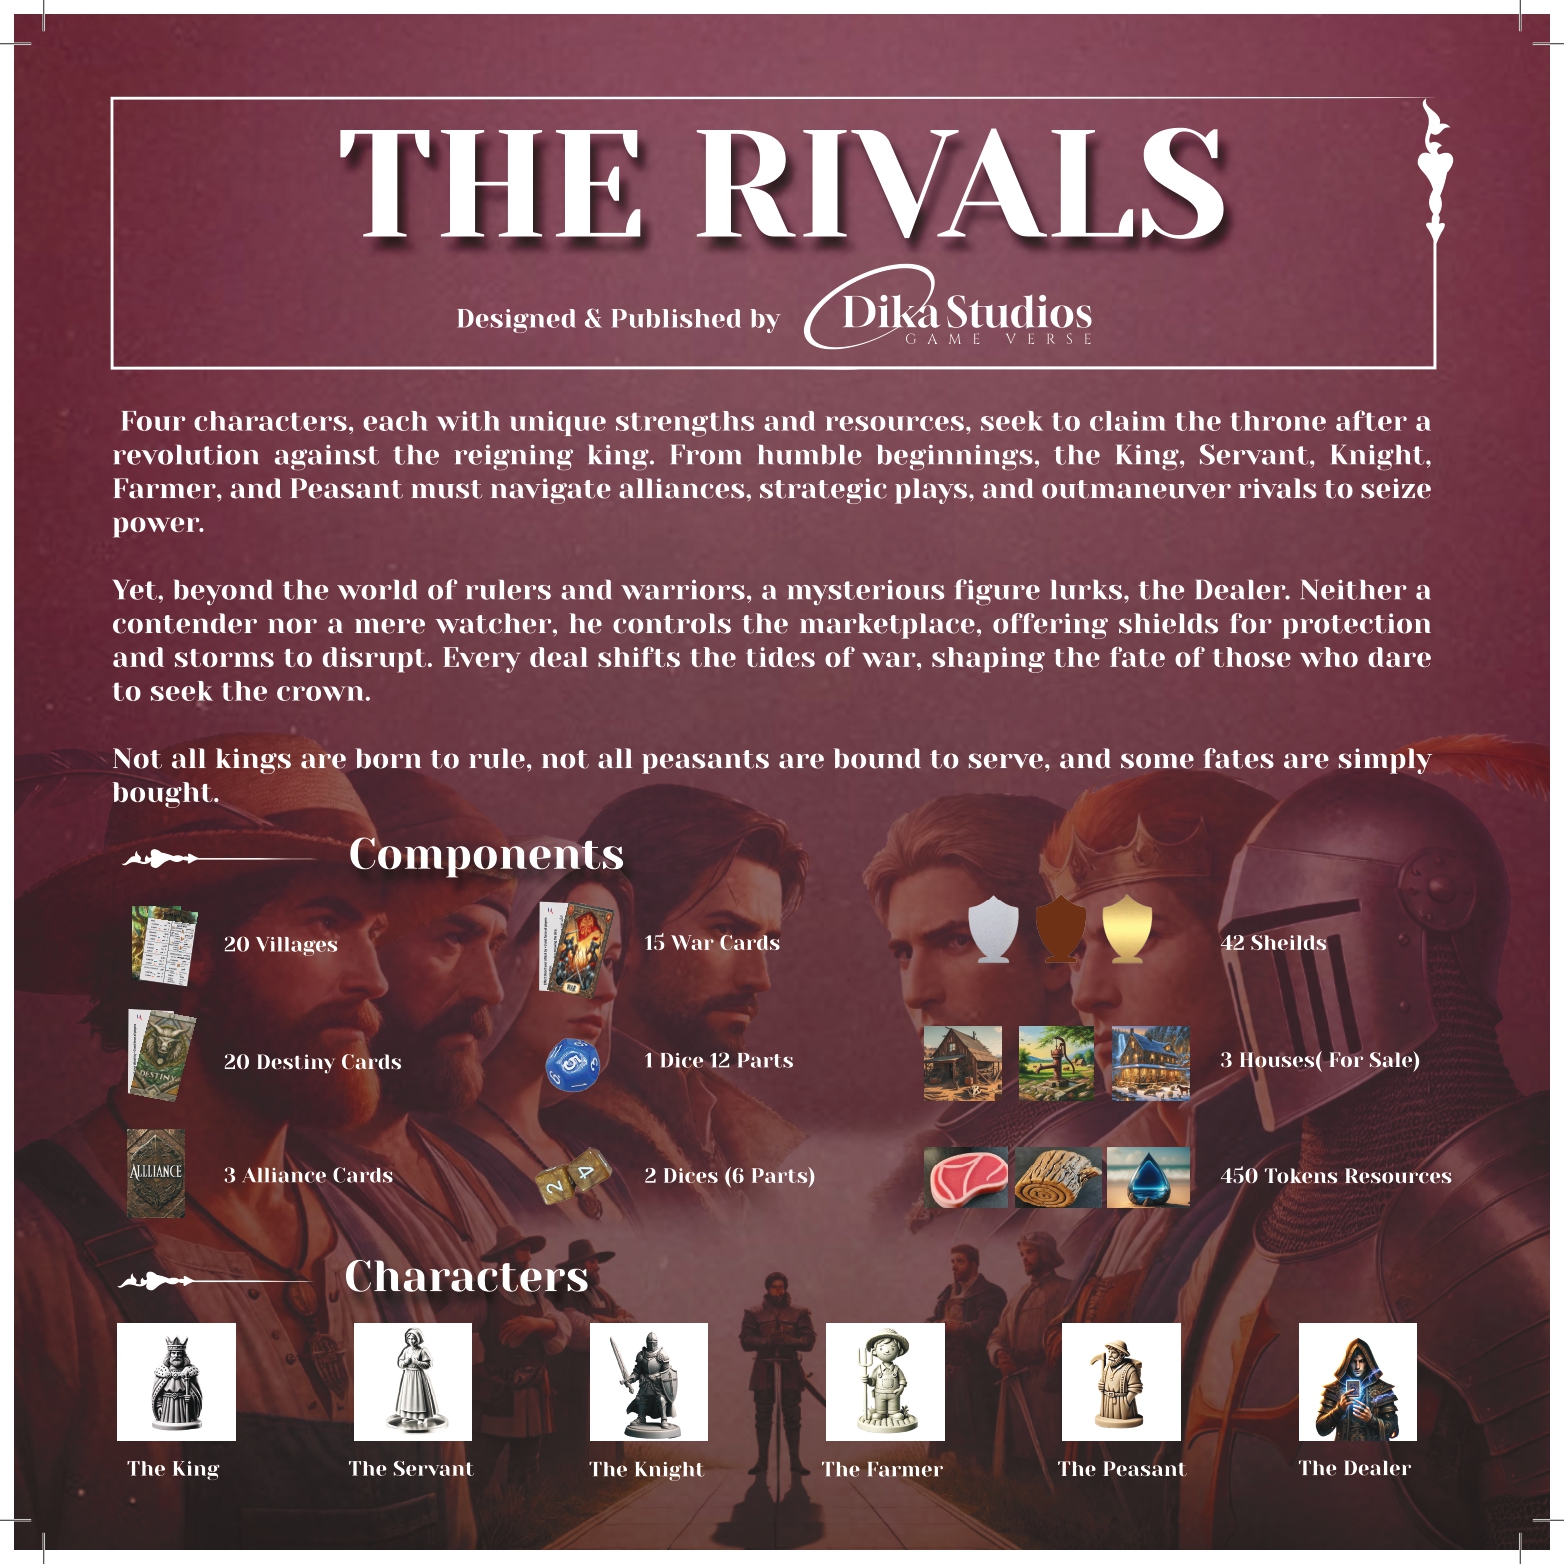 THE RIVALS
Designed & Published by
Dika Studios
GAME VERSE
Four characters, each with unique strengths and resources, seek to claim the throne after a
revolution against the reigning king. From humble beginnings, the King, Servant, Knight,
Farmer, and Peasant must navigate alliances, strategic plays, and outmaneuver rivals to seize
power.
Yet, beyond the world of rulers and warriors, a mysterious figure lurks, the Dealer. Neither a
contender nor a mere watcher, he controls the marketplace, offering shields for protection
and storms to disrupt. Every deal shifts the tides of war, shaping the fate of those who dare
to seek the crown.
Not all kings are born to rule, not all peasants are bound to serve, and some fates are simply
bought.
Components
20 Villages
WAR
15 War Cards
42 Sheilds
DESTINY
20 Destiny Cards
5
1 Dice 12 Parts
3 Houses( For Sale)
ALLLIANCE
3 Alliance Cards
2 4
2 Dices (6 Parts)
450 Tokens Resources
Characters
The King
The Servant
The Knight
The Farmer
The Peasant
The Dealer